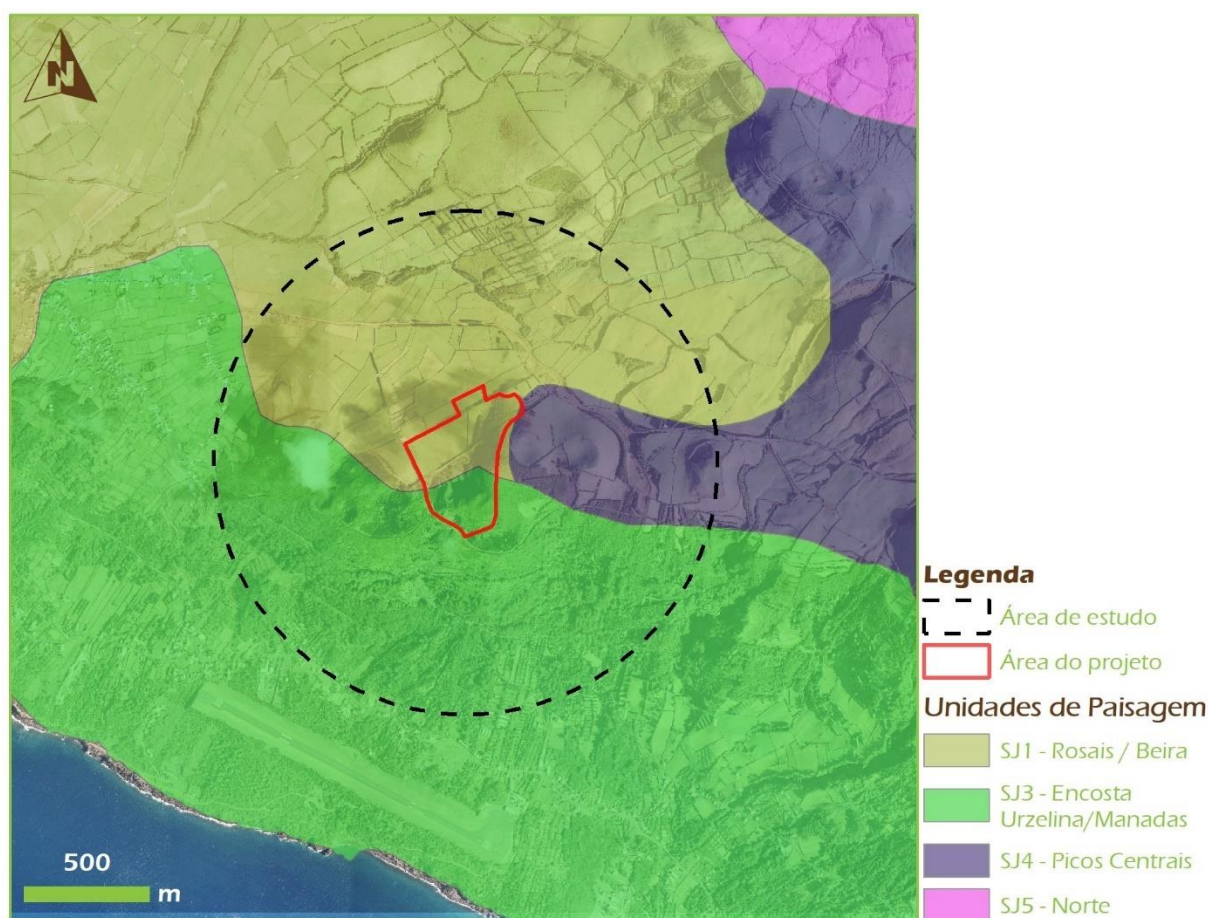 N
500
m
Legenda
Área de estudo
Área do projeto
Unidades de Paisagem
SJ1 - Rosais / Beira
SJ3 - Encosta
Urzelina/Manadas
SJ4 - Picos Centrais
SJ5 - Norte